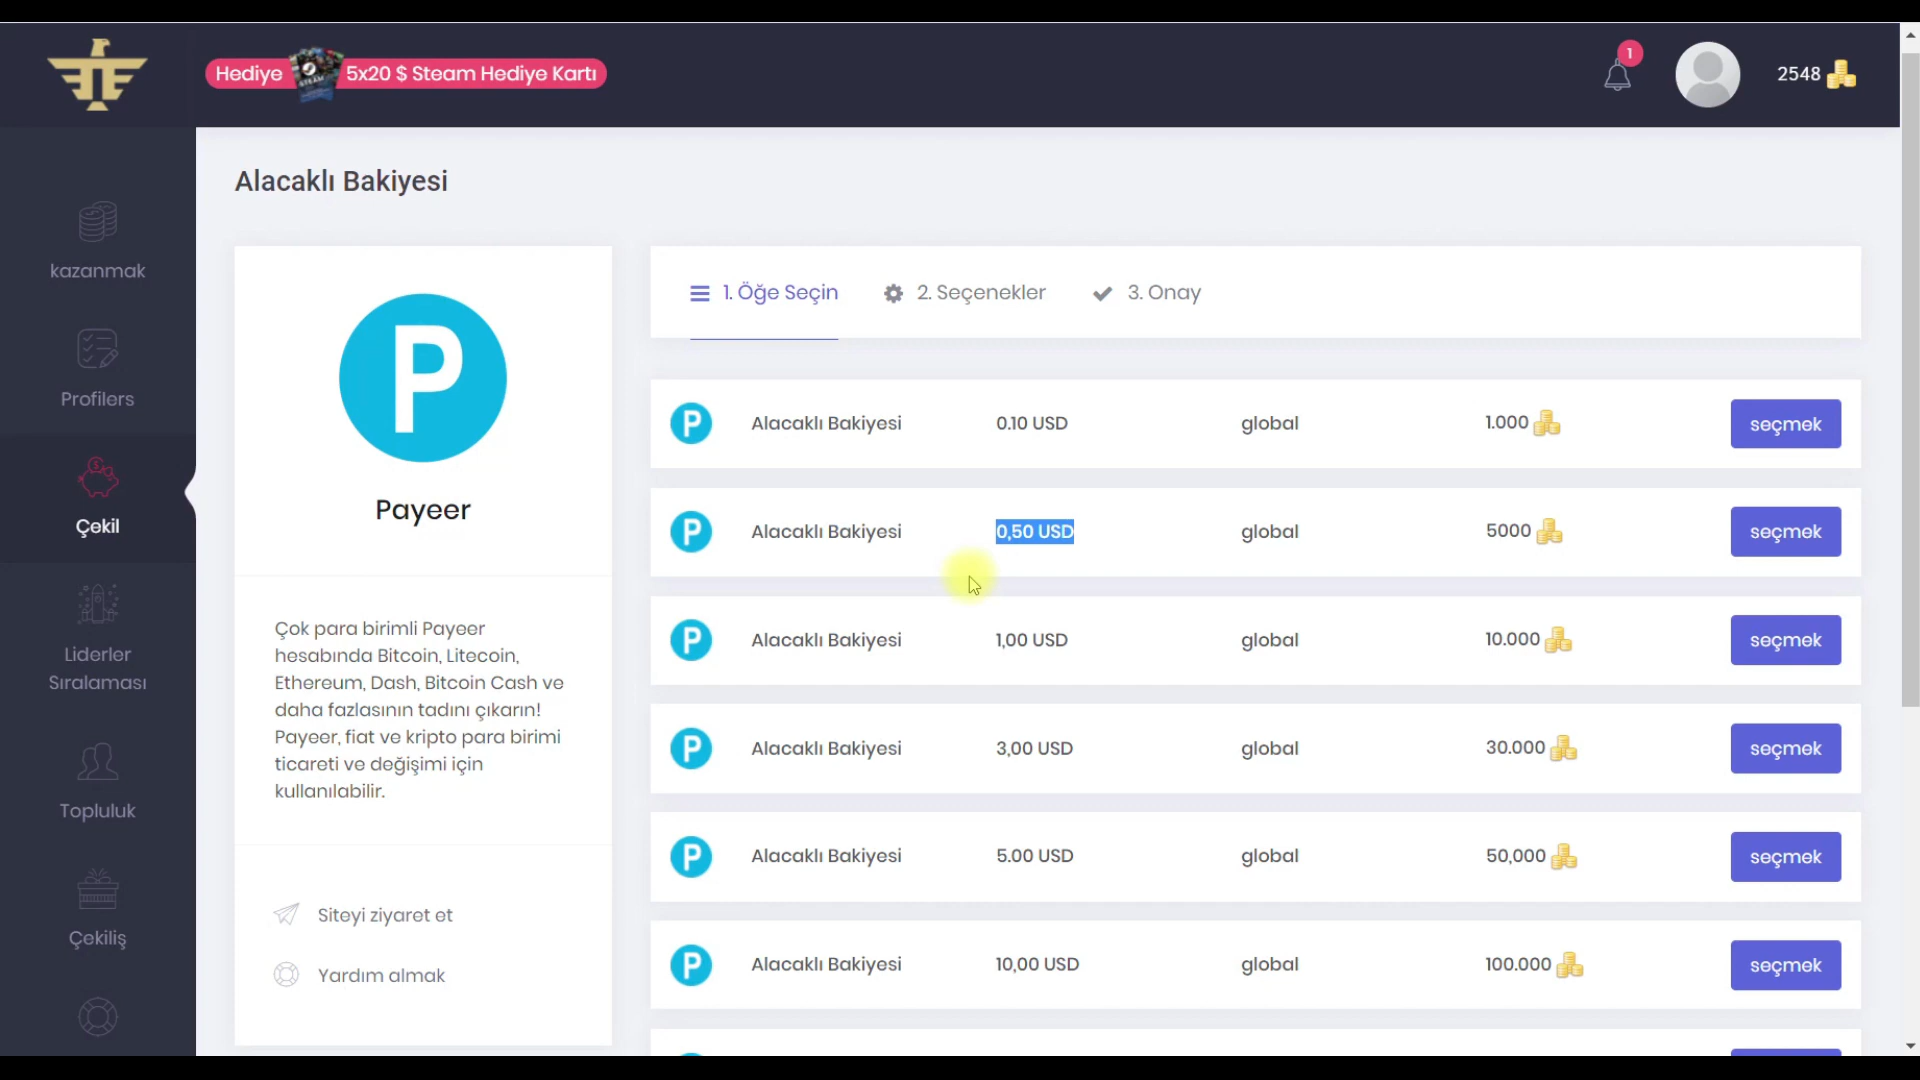 Hediye 5x20 $ Steam Hediye Kartı
1
2548
kazanmak
Profilers
Çekil
Liderler
Sıralaması
Topluluk
Çekiliş
Alacaklı Bakiyesi
P
Payeer
Çok para birimli Payeer
hesabında Bitcoin, Litecoin,
Ethereum, Dash, Bitcoin Cash ve
daha fazlasının tadını çıkarın!
Payeer, fiat ve kripto para birimi
ticareti ve değişimi için
kullanılabilir.
Siteyi ziyaret et
Yardım almak
1. Öğe Seçin 2. Seçenekler 3. Onay
P Alacaklı Bakiyesi 0.10 USD global 1.000 seçmek
P Alacaklı Bakiyesi 0,50 USD global 5000 seçmek
P Alacaklı Bakiyesi 1,00 USD global 10.000 seçmek
P Alacaklı Bakiyesi 3,00 USD global 30.000 seçmek
P Alacaklı Bakiyesi 5.00 USD global 50,000 seçmek
P Alacaklı Bakiyesi 10,00 USD global 100.000 seçmek